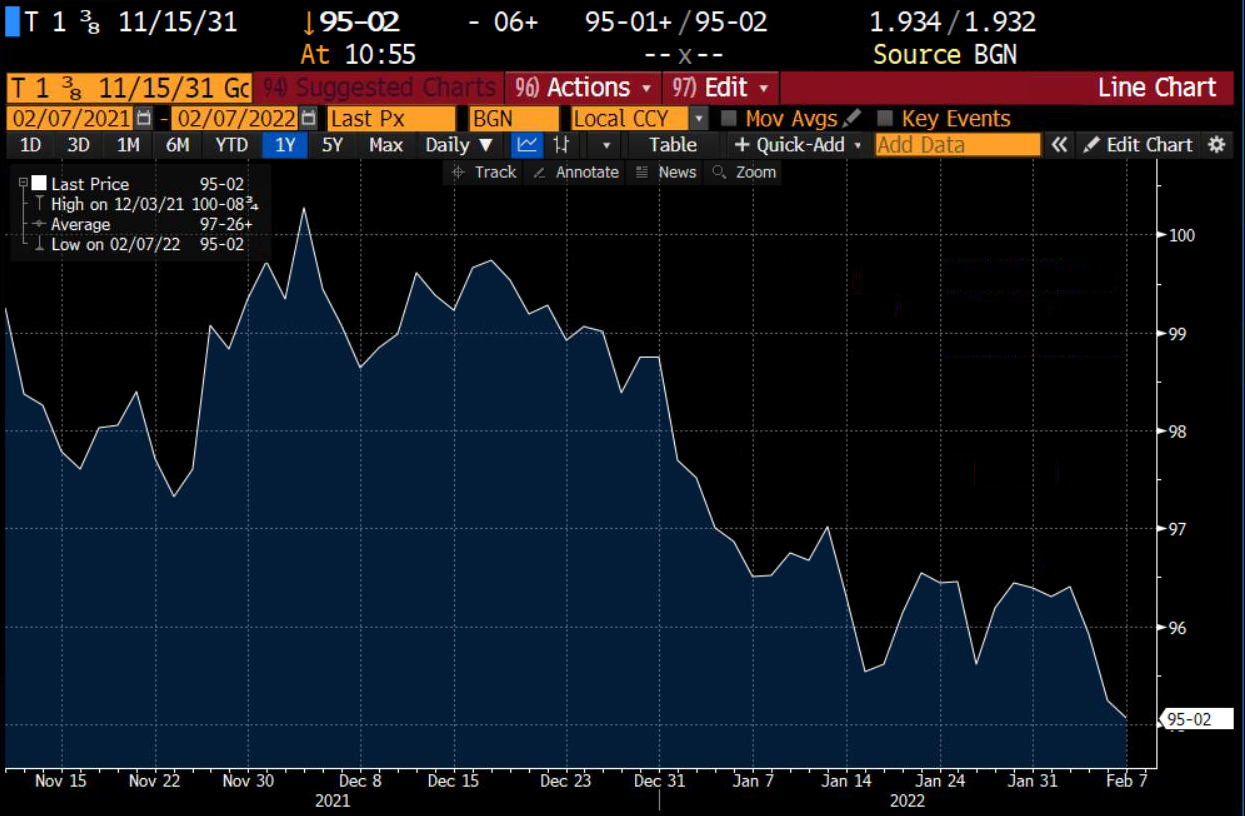 T 1 ⅜ 11/15/31 ↓95-02 - 06+ 95-01+/95-02 1.934/1.932
At 10:55 --x-- Source BGN
T 1 ⅜ 11/15/31 Gc 94) Suggested Charts 96) Actions ▾ 97) Edit ▾ Line Chart
02/07/2021 - 02/07/2022 Last Px BGN Local CCY ▾ Mov Avgs Key Events
1D 3D 1M 6M YTD 1Y 5Y Max Daily ▼ ▾ Table + Quick-Add ▾ Add Data « Edit Chart
Track Annotate News Zoom
Last Price 95-02
High on 12/03/21 100-08¾
Average 97-26+
Low on 02/07/22 95-02
100
99
98
97
96
95-02
Nov 15 Nov 22 Nov 30 Dec 8 Dec 15 Dec 23 Dec 31 Jan 7 Jan 14 Jan 24 Jan 31 Feb 7
2021 2022